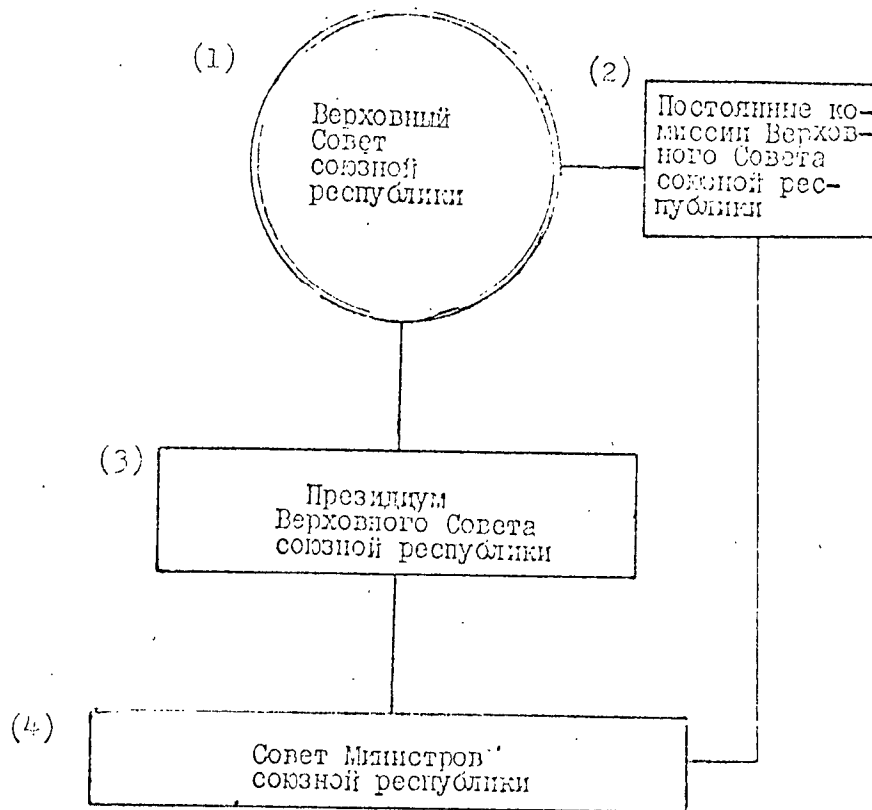 (1)
Верховный
Совет
союзной
республики
(2)
Постоянние ко-
миссии Верхов-
ного Совета
союзной рес-
публики
(3)
Президиум
Верховного Совета
союзной республики
(4)
Совет Министров
союзной республики